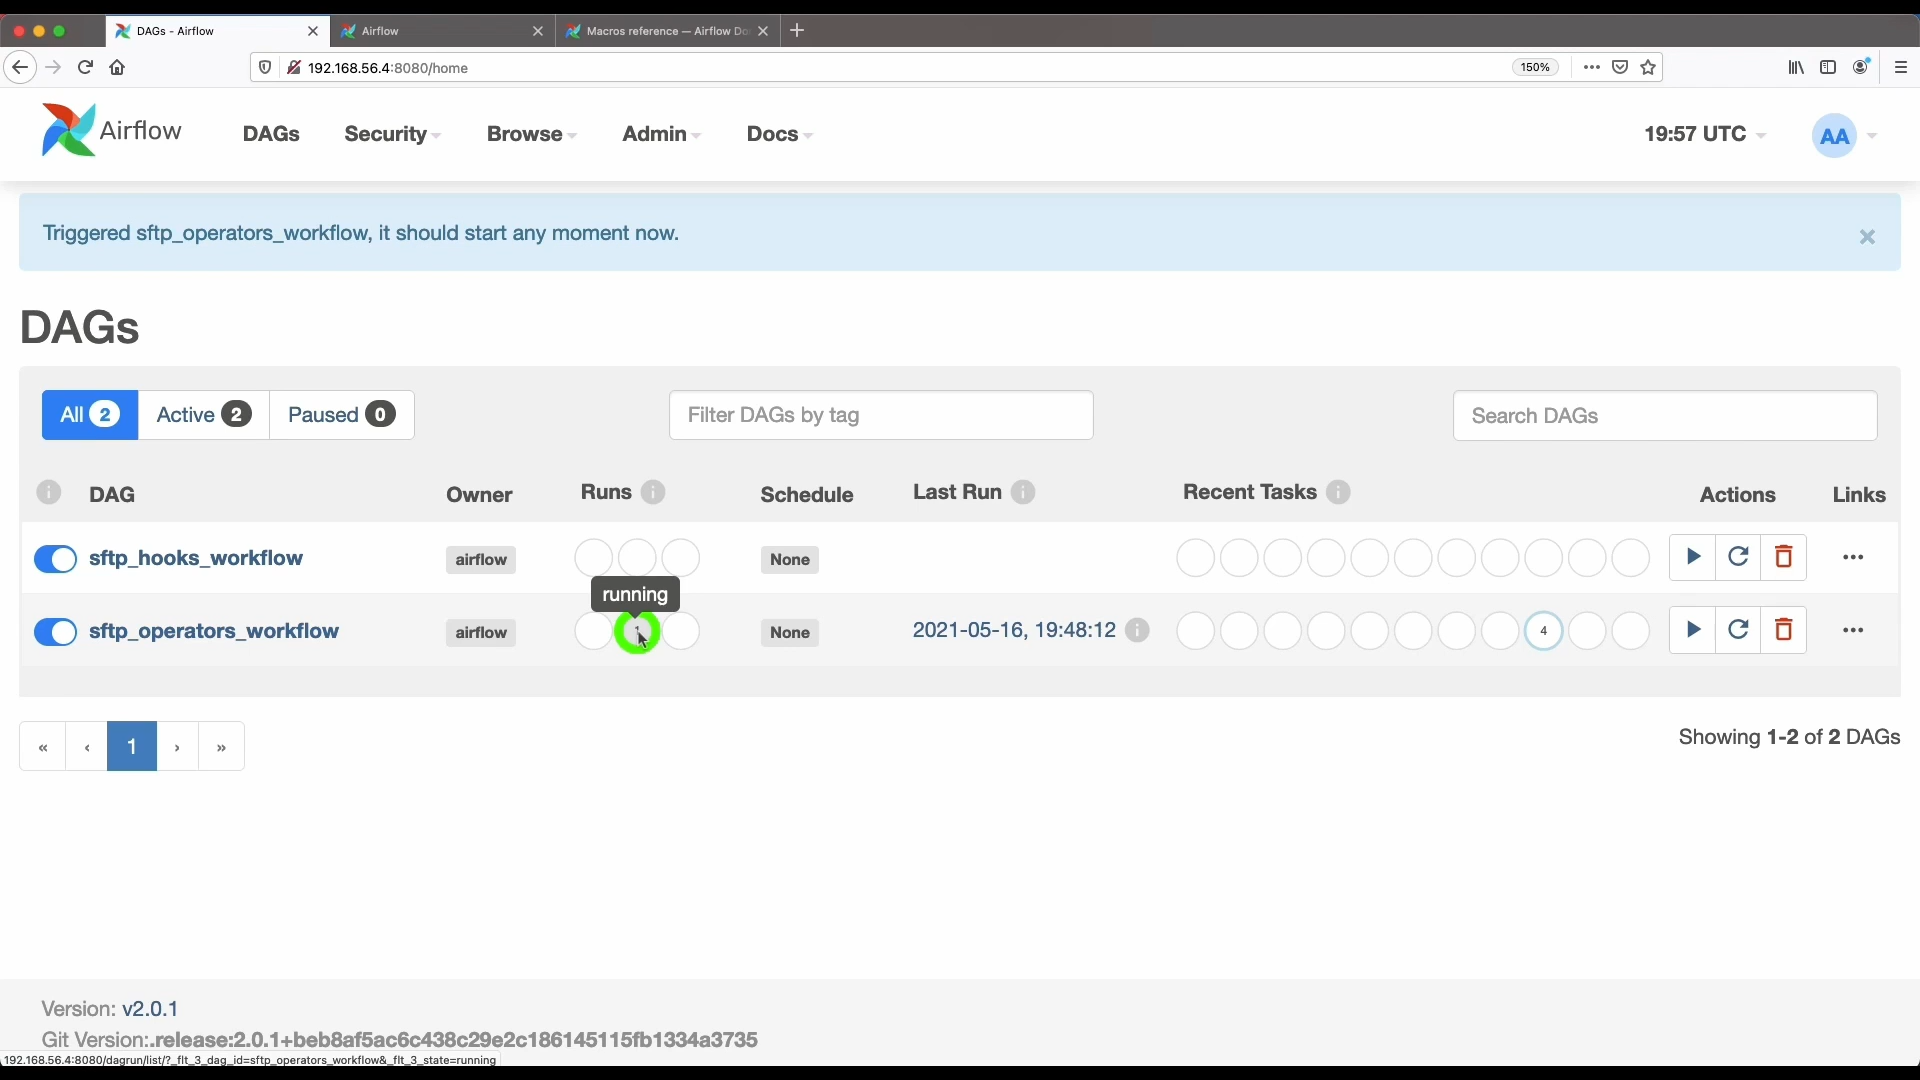 DAGs - Airflow
Airflow
Macros reference — Airflow Do
192.168.56.4:8080/home
150%
Airflow
DAGs
Security
Browse
Admin
Docs
19:57 UTC
AA
Triggered sftp_operators_workflow, it should start any moment now.
×
DAGs
All 2
Active 2
Paused 0
Filter DAGs by tag
Search DAGs
DAG
Owner
Runs
Schedule
Last Run
Recent Tasks
Actions
Links
sftp_hooks_workflow
airflow
None
running
sftp_operators_workflow
airflow
None
2021-05-16, 19:48:12
4
« ‹ 1 › »
Showing 1-2 of 2 DAGs
Version: v2.0.1
Git Version:.release:2.0.1+beb8af5ac6c438c29e2c186145115fb1334a3735
192.168.56.4:8080/dagrun/list/?_flt_3_dag_id=sftp_operators_workflow&_flt_3_state=running